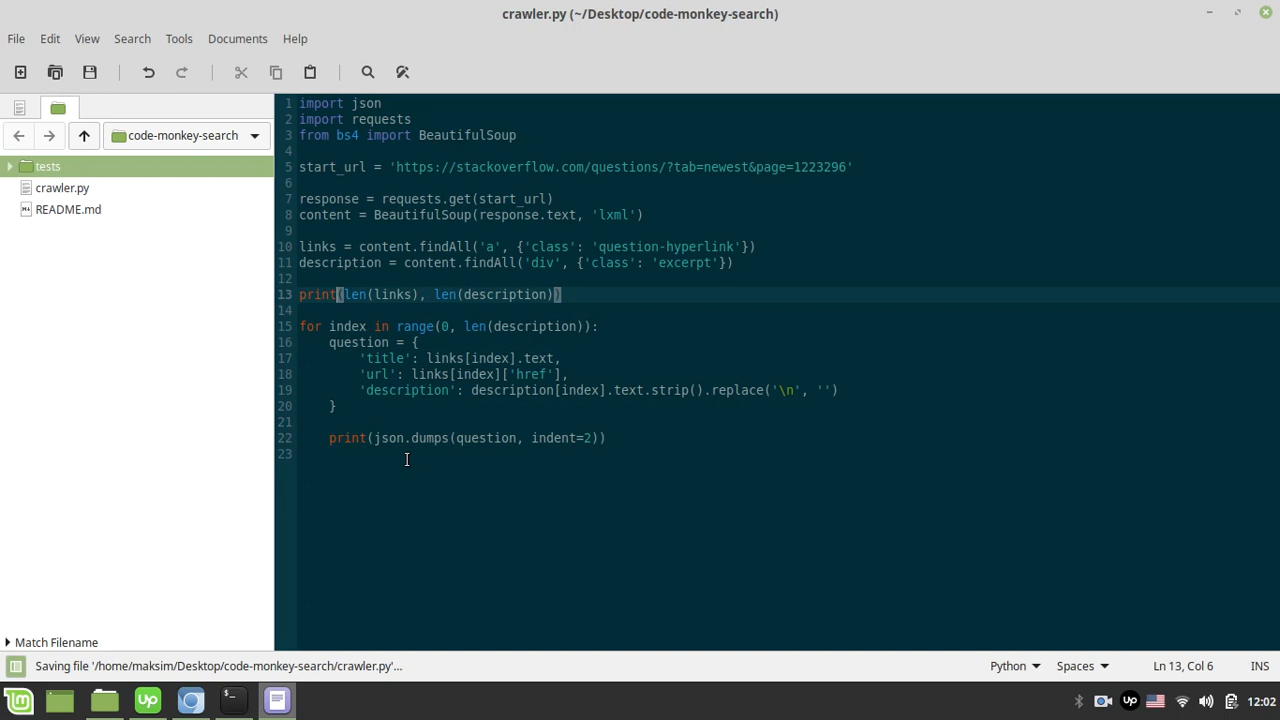 crawler.py (~/Desktop/code-monkey-search)
File Edit View Search Tools Documents Help
code-monkey-search
tests
crawler.py
README.md
1 import json
2 import requests
3 from bs4 import BeautifulSoup
4
5 start_url = 'https://stackoverflow.com/questions/?tab=newest&page=1223296'
6
7 response = requests.get(start_url)
8 content = BeautifulSoup(response.text, 'lxml')
9
10 links = content.findAll('a', {'class': 'question-hyperlink'})
11 description = content.findAll('div', {'class': 'excerpt'})
12
13 print(len(links), len(description))
14
15 for index in range(0, len(description)):
16     question = {
17         'title': links[index].text,
18         'url': links[index]['href'],
19         'description': description[index].text.strip().replace('\n', '')
20     }
21
22     print(json.dumps(question, indent=2))
23
Match Filename
Saving file '/home/maksim/Desktop/code-monkey-search/crawler.py'... Python Spaces Ln 13, Col 6 INS
Up Up 12:02